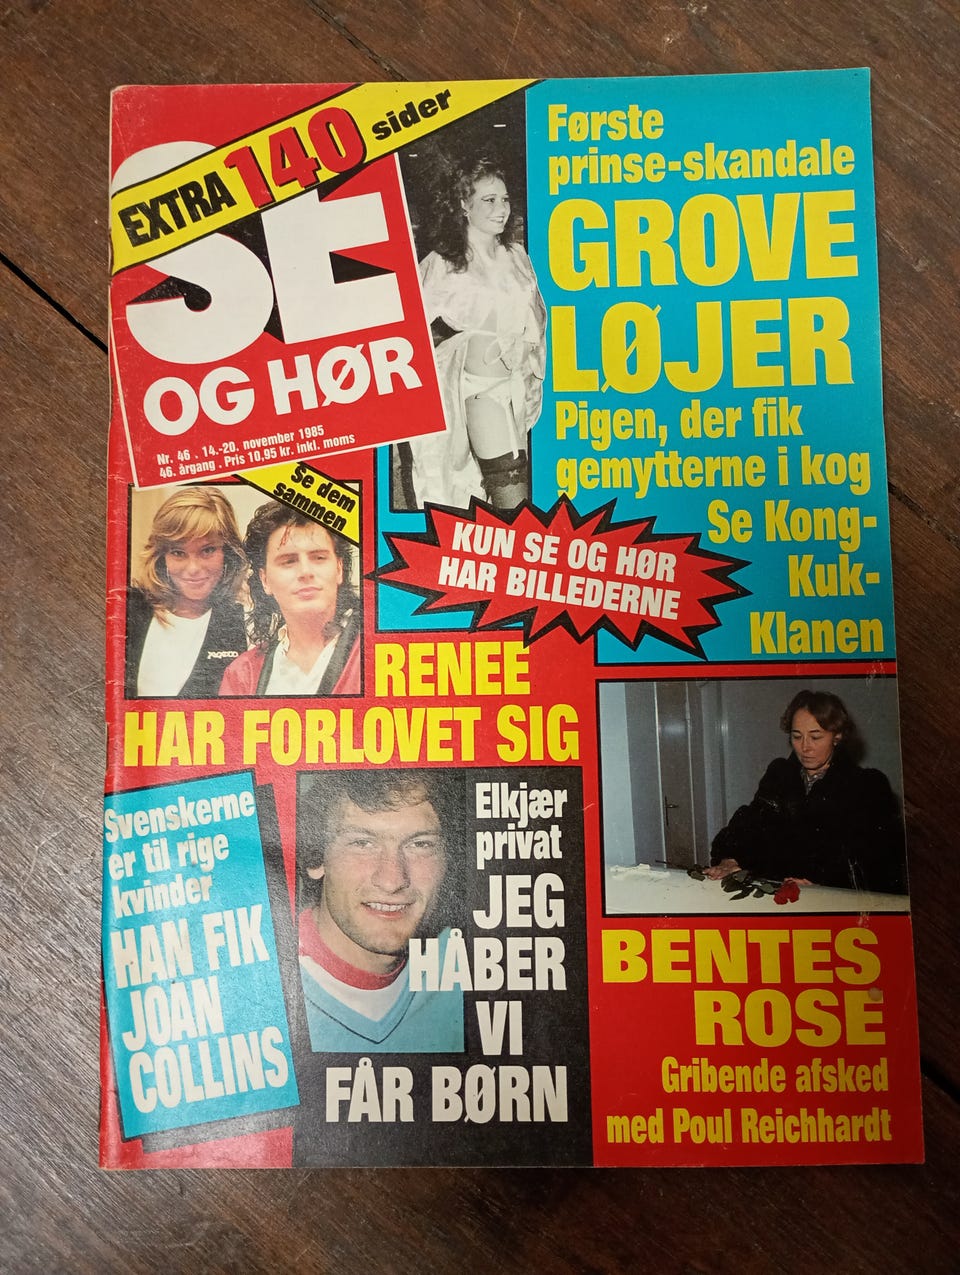 EXTRA 140 sider
SE
OG HØR
Nr. 46 . 14.-20. november 1985
46. årgang . Pris 10,95 kr. inkl. moms
Første
prinse-skandale
GROVE
LØJER
Pigen, der fik
gemytterne i kog
Se Kong-
Kuk-
Klanen
KUN SE OG HØR
HAR BILLEDERNE
Se dem
sammen
RENEE
HAR FORLOVET SIG
Svenskerne
er til rige
kvinder
HAN FIK
JOAN
COLLINS
Elkjær
privat
JEG
HÅBER
VI
FÅR BØRN
BENTES
ROSE
Gribende afsked
med Poul Reichhardt